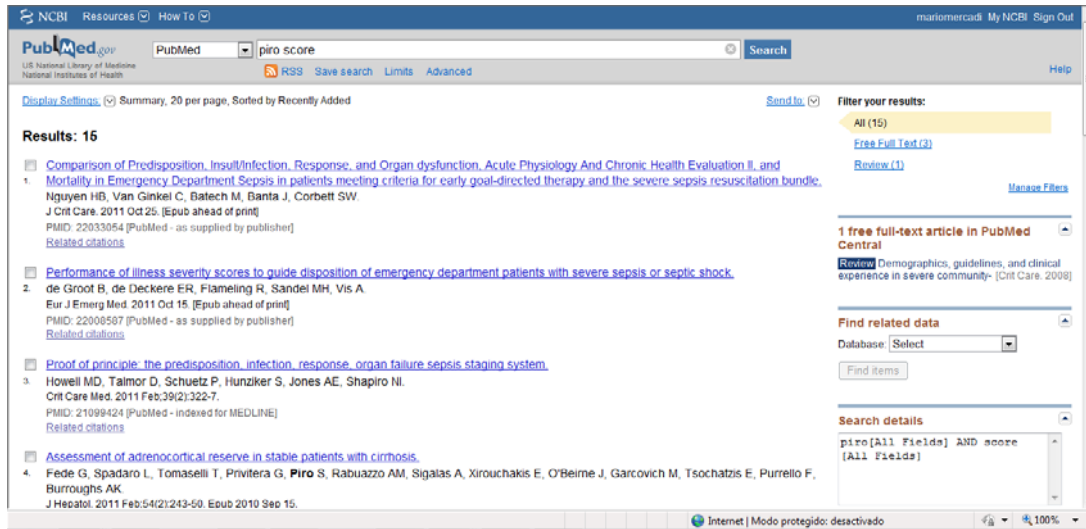 NCBI Resources How To mariomercadi My NCBI Sign Out
PubMed.gov PubMed piro score Search
US National Library of Medicine
National Institutes of Health
RSS Save search Limits Advanced Help
Display Settings: Summary, 20 per page, Sorted by Recently Added Send to:
Results: 15
1. Comparison of Predisposition, Insult/Infection, Response, and Organ dysfunction, Acute Physiology And Chronic Health Evaluation II, and
Mortality in Emergency Department Sepsis in patients meeting criteria for early goal-directed therapy and the severe sepsis resuscitation bundle.
Nguyen HB, Van Ginkel C, Batech M, Banta J, Corbett SW.
J Crit Care. 2011 Oct 25. [Epub ahead of print]
PMID: 22033054 [PubMed - as supplied by publisher]
Related citations
2. Performance of illness severity scores to guide disposition of emergency department patients with severe sepsis or septic shock.
de Groot B, de Deckere ER, Flameling R, Sandel MH, Vis A.
Eur J Emerg Med. 2011 Oct 15. [Epub ahead of print]
PMID: 22008587 [PubMed - as supplied by publisher]
Related citations
3. Proof of principle: the predisposition, infection, response, organ failure sepsis staging system.
Howell MD, Talmor D, Schuetz P, Hunziker S, Jones AE, Shapiro NI.
Crit Care Med. 2011 Feb;39(2):322-7.
PMID: 21099424 [PubMed - indexed for MEDLINE]
Related citations
4. Assessment of adrenocortical reserve in stable patients with cirrhosis.
Fede G, Spadaro L, Tomaselli T, Privitera G, Piro S, Rabuazzo AM, Sigalas A, Xirouchakis E, O'Beirne J, Garcovich M, Tsochatzis E, Purrello F,
Burroughs AK.
J Hepatol. 2011 Feb;54(2):243-50. Epub 2010 Sep 15.
Filter your results:
All (15)
Free Full Text (3)
Review (1)
Manage Filters
1 free full-text article in PubMed
Central
Review Demographics, guidelines, and clinical
experience in severe community- [Crit Care. 2008]
Find related data
Database: Select
Find items
Search details
piro[All Fields] AND score
[All Fields]
Internet | Modo protegido: desactivado 100%